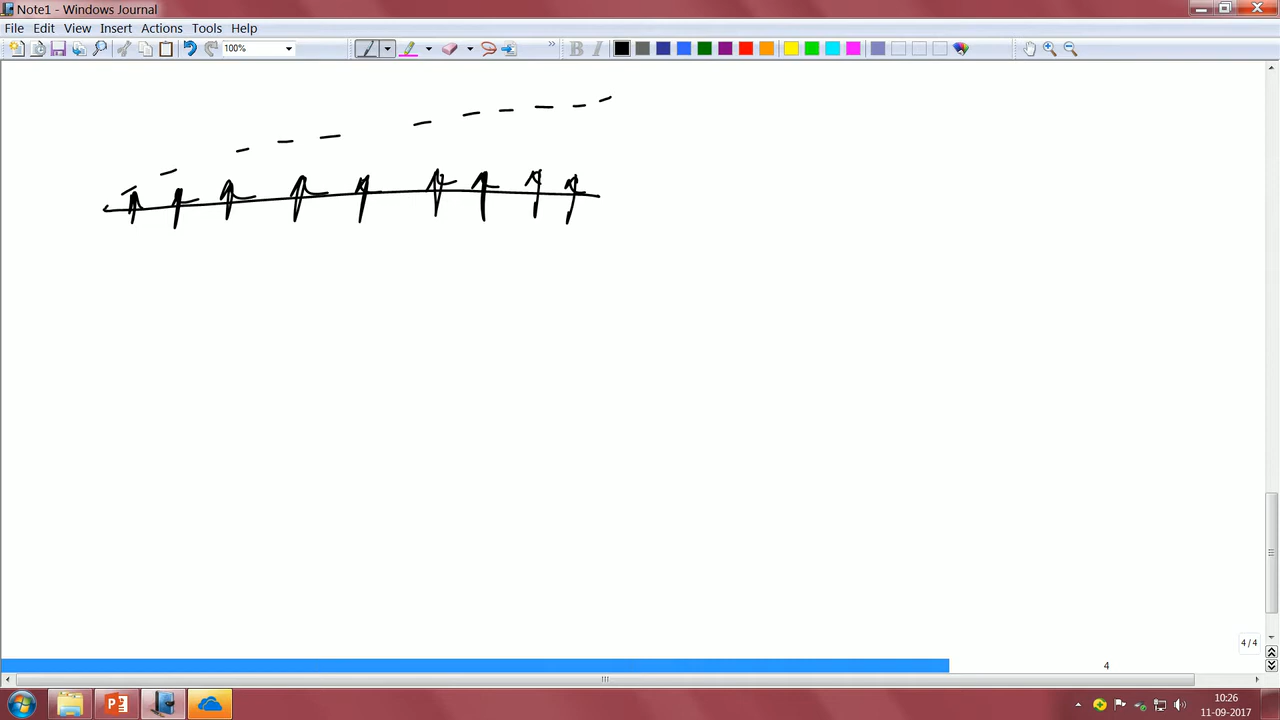 Note1 - Windows Journal
File Edit View Insert Actions Tools Help
100% » B I
4 / 4
4
10:26
11-09-2017